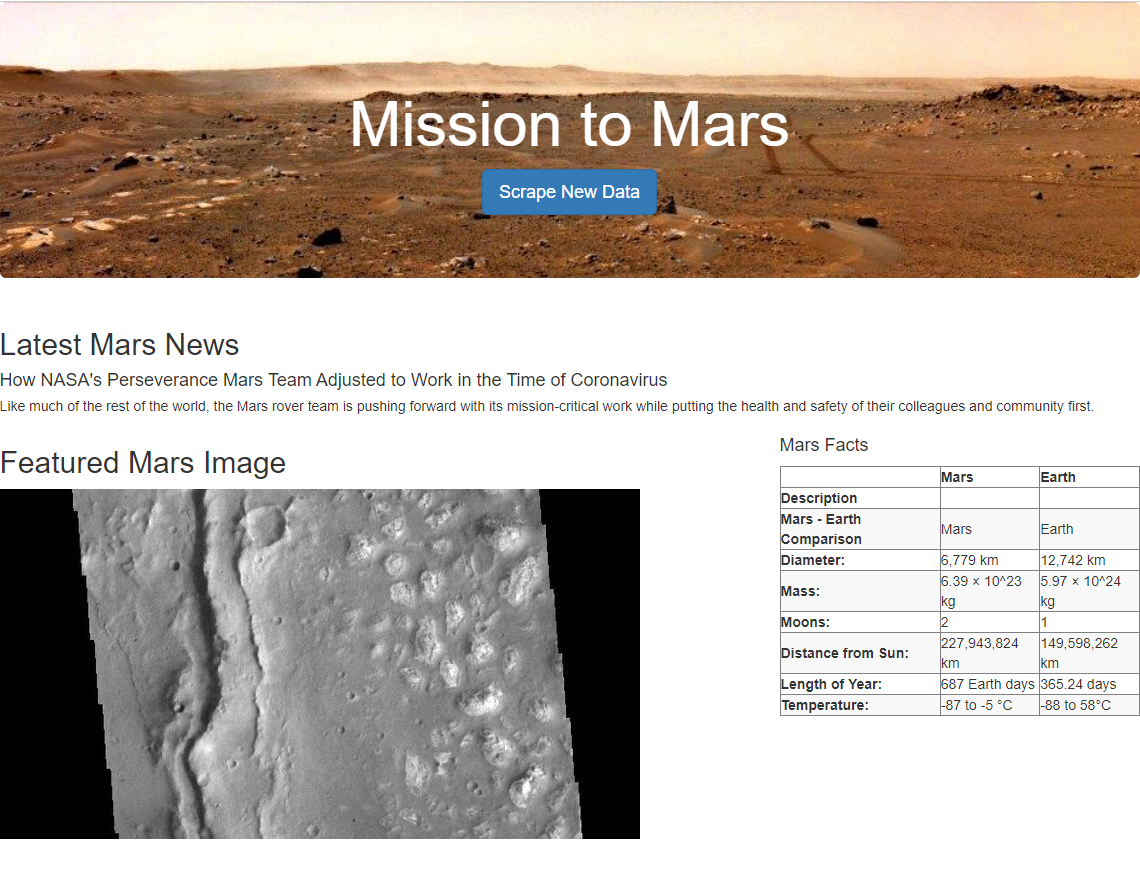 Mission to Mars
Scrape New Data
Latest Mars News
How NASA's Perseverance Mars Team Adjusted to Work in the Time of Coronavirus
Like much of the rest of the world, the Mars rover team is pushing forward with its mission-critical work while putting the health and safety of their colleagues and community first.
Featured Mars Image
Mars Facts
Mars Earth
Description
Mars - Earth
Comparison Mars Earth
Diameter: 6,779 km 12,742 km
Mass: 6.39 × 10^23
kg 5.97 × 10^24
kg
Moons: 2 1
Distance from Sun: 227,943,824
km 149,598,262
km
Length of Year: 687 Earth days 365.24 days
Temperature: -87 to -5 °C -88 to 58°C